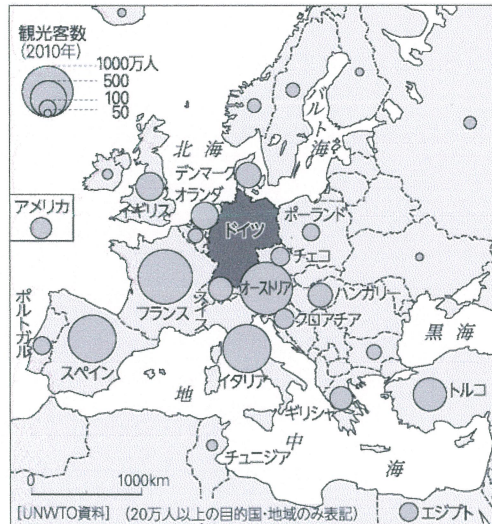 観光客数
(2010年)
1000万人
500
100
50
北海
バルト海
デンマーク
オランダ
イギリス
ドイツ
ポーランド
アメリカ
チェコ
フランス
スイス
オーストリア
ハンガリー
クロアチア
ポルトガル
スペイン
イタリア
黒海
トルコ
ギリシャ
地中海
チュニジア
0
1000km
エジプト
[UNWTO資料] (20万人以上の目的国・地域のみ表記)